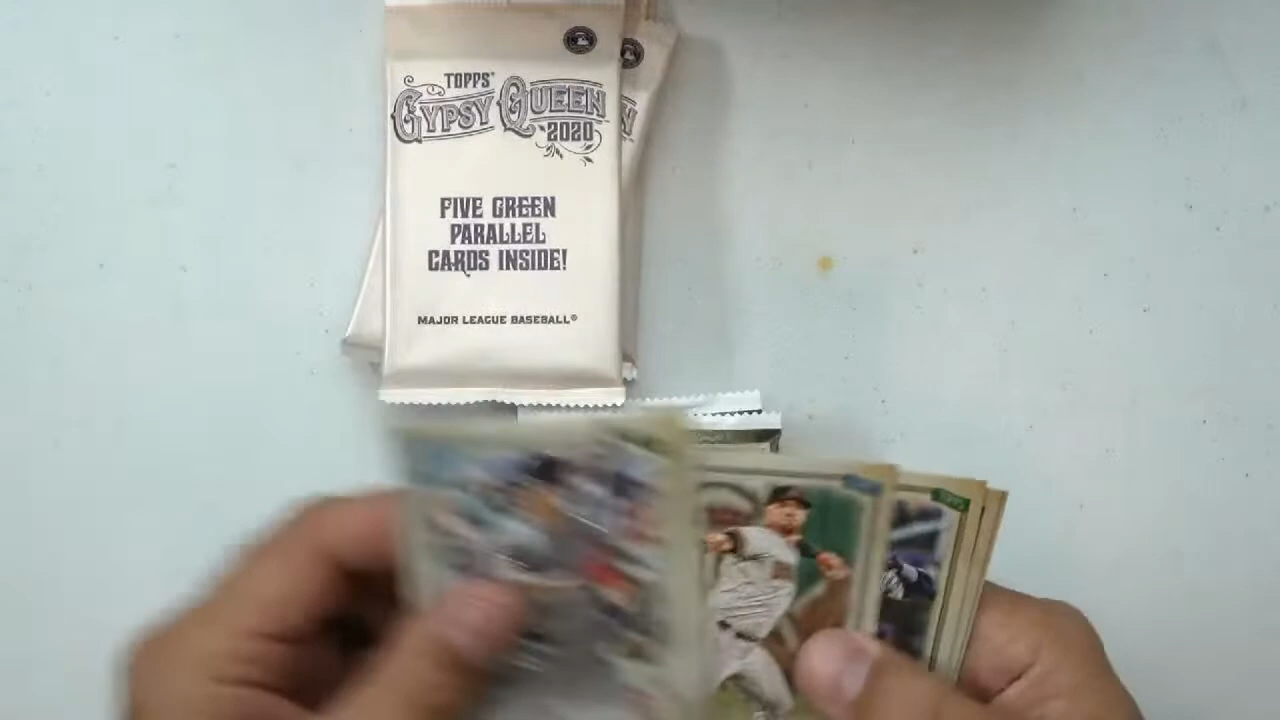 TOPPS®
GYPSY QUEEN
2020
FIVE GREEN
PARALLEL
CARDS INSIDE!
MAJOR LEAGUE BASEBALL®